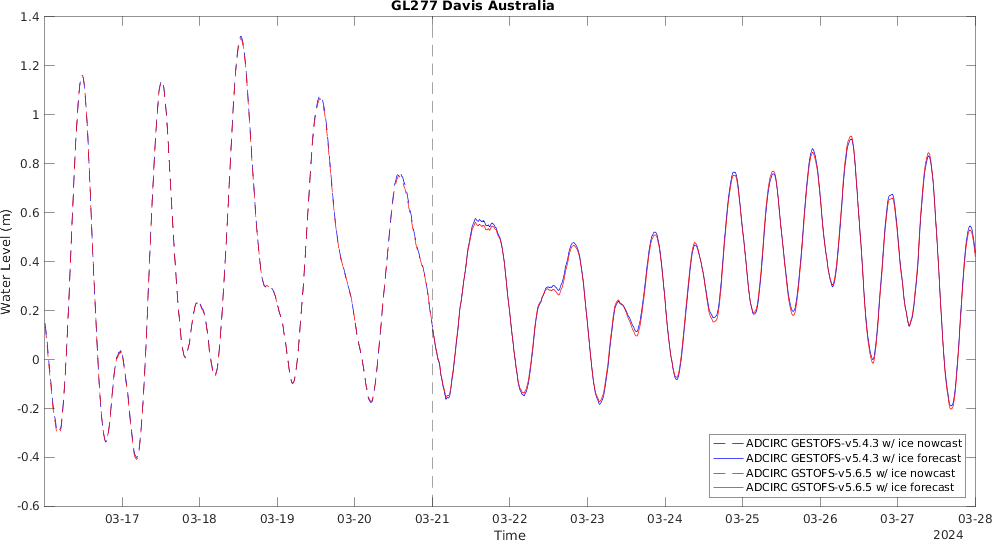 GL277 Davis Australia
1.4
1.2
1
0.8
0.6
0.4
0.2
0
-0.2
-0.4
-0.6
Water Level (m)
ADCIRC GESTOFS-v5.4.3 w/ ice nowcast
ADCIRC GESTOFS-v5.4.3 w/ ice forecast
ADCIRC GSTOFS-v5.6.5 w/ ice nowcast
ADCIRC GSTOFS-v5.6.5 w/ ice forecast
03-17 03-18 03-19 03-20 03-21 03-22 03-23 03-24 03-25 03-26 03-27 03-28
Time
2024